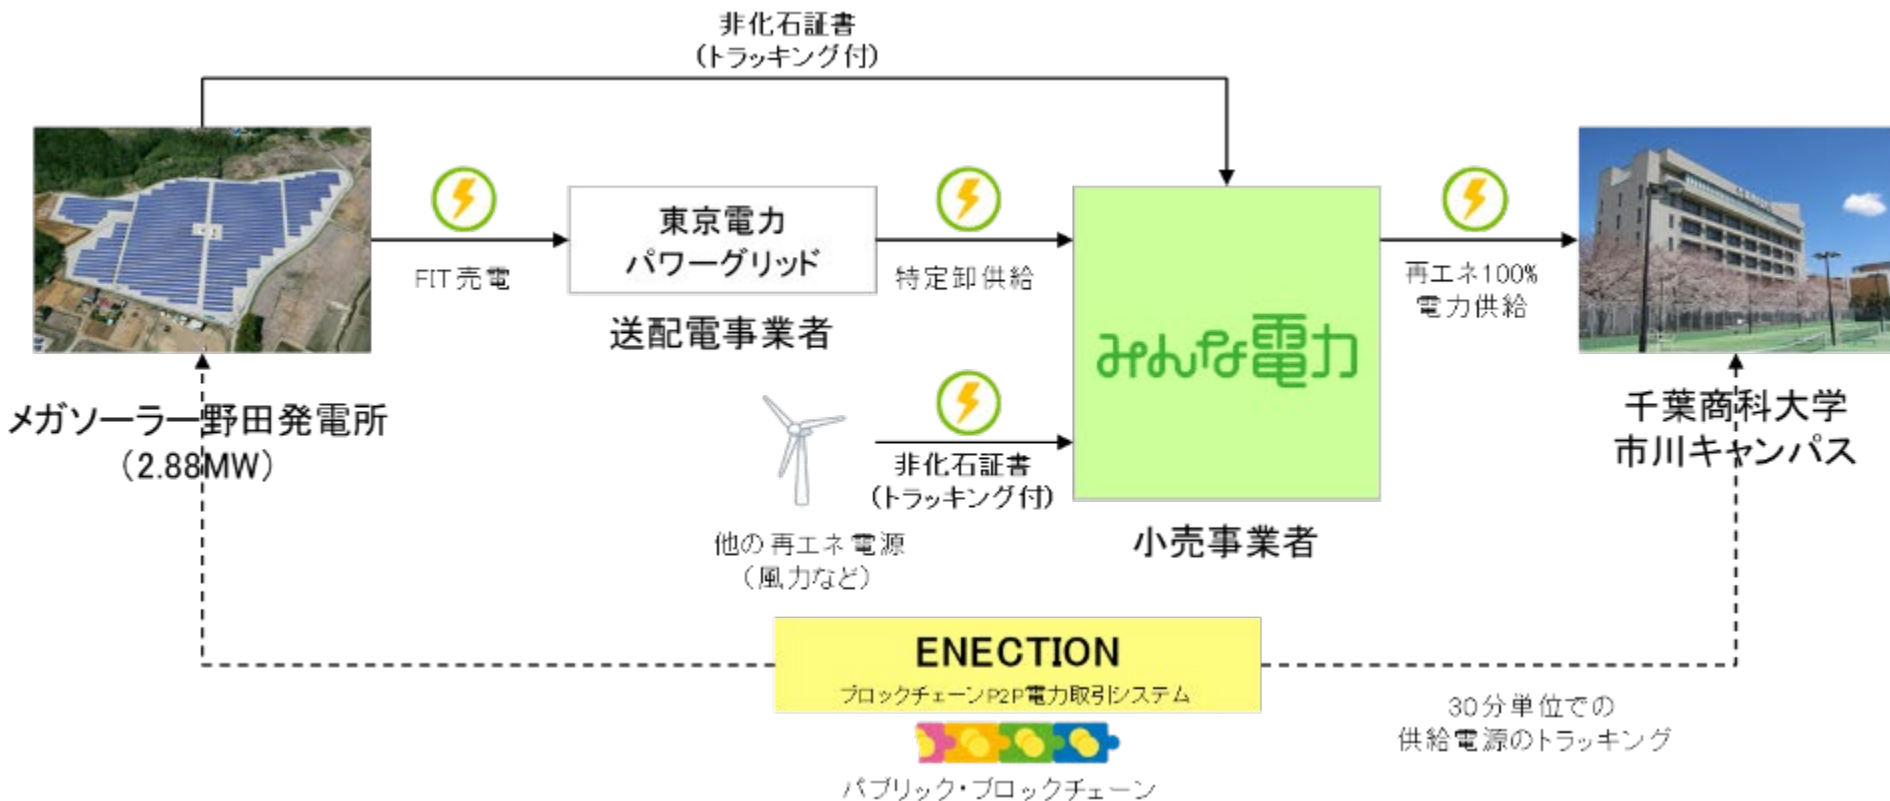 非化石証書
（トラッキング付）
東京電力
パワーグリッド
FIT売電
特定卸供給
再エネ100%
電力供給
送配電事業者
みんな電力
メガソーラー野田発電所
（2.88MW）
千葉商科大学
市川キャンパス
非化石証書
（トラッキング付）
他の再エネ電源
（風力など）
小売事業者
ENECTION
ブロックチェーンP2P電力取引システム
30分単位での
供給電源のトラッキング
パブリック・ブロックチェーン